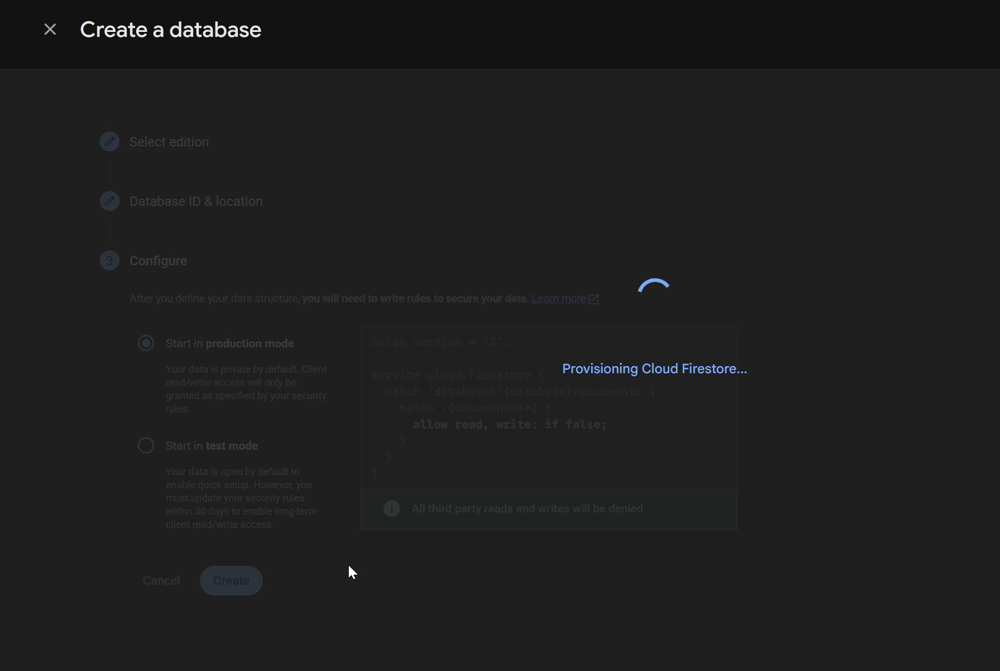 Create a database
Select edition
Database ID & location
3 Configure
After you define your data structure, you will need to write rules to secure your data. Learn more
Start in production mode
Your data is private by default. Client
read/write access will only be
granted as specified by your security
rules.
Start in test mode
Your data is open by default to
enable quick setup. However, you
must update your security rules
within 30 days to enable long-term
client read/write access.
rules_version = '2';
service cloud.firestore {
match /databases/{database}/documents {
match /{document=**} {
allow read, write: if false;
}
}
}
Provisioning Cloud Firestore...
All third party reads and writes will be denied
Cancel Create